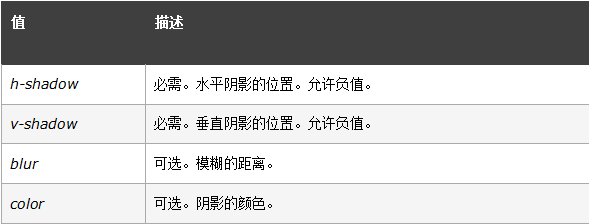 值 描述
h-shadow 必需。水平阴影的位置。允许负值。
v-shadow 必需。垂直阴影的位置。允许负值。
blur 可选。模糊的距离。
color 可选。阴影的颜色。